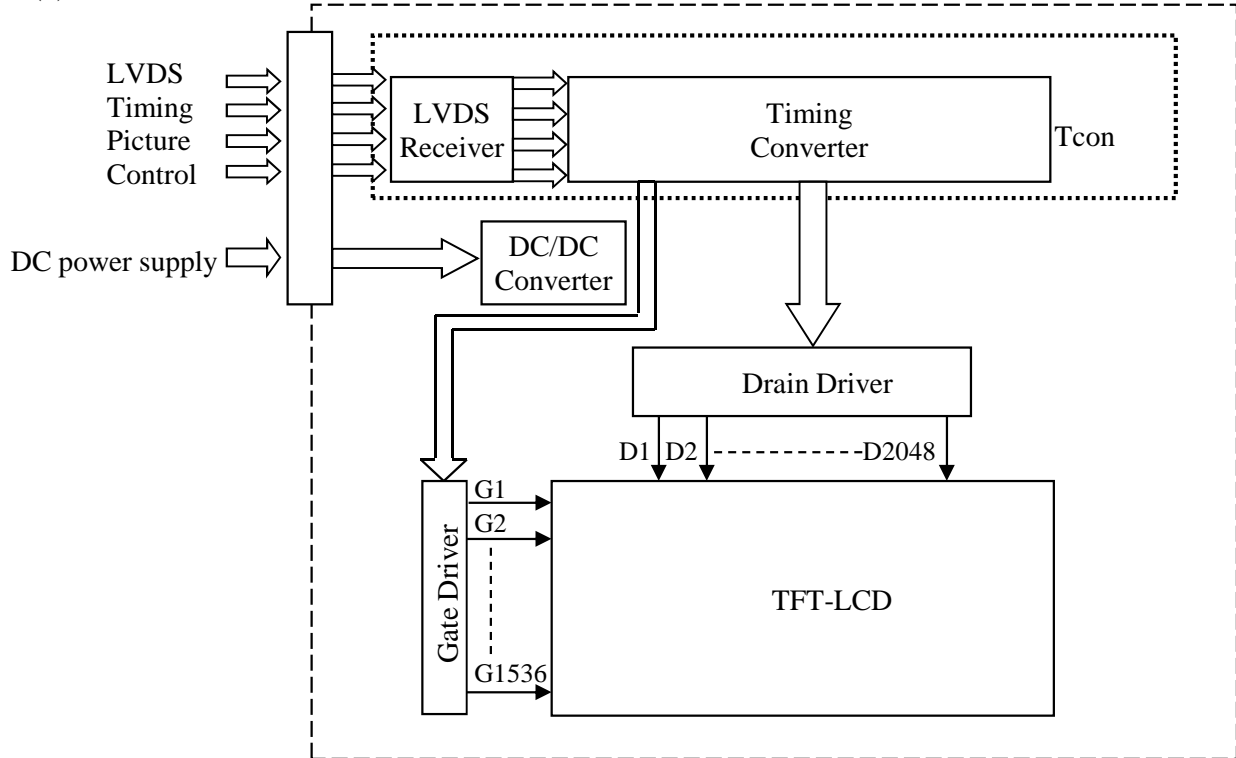 LVDS
Timing
Picture
Control
DC power supply
LVDS
Receiver
Timing
Converter
Tcon
DC/DC
Converter
Drain Driver
D1 D2 D2048
Gate Driver
G1
G2
G1536
TFT-LCD